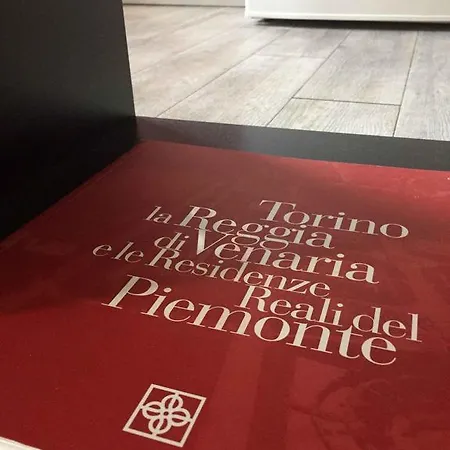 Torino
la Reggia
di Venaria
e le Residenze
Reali del
Piemonte